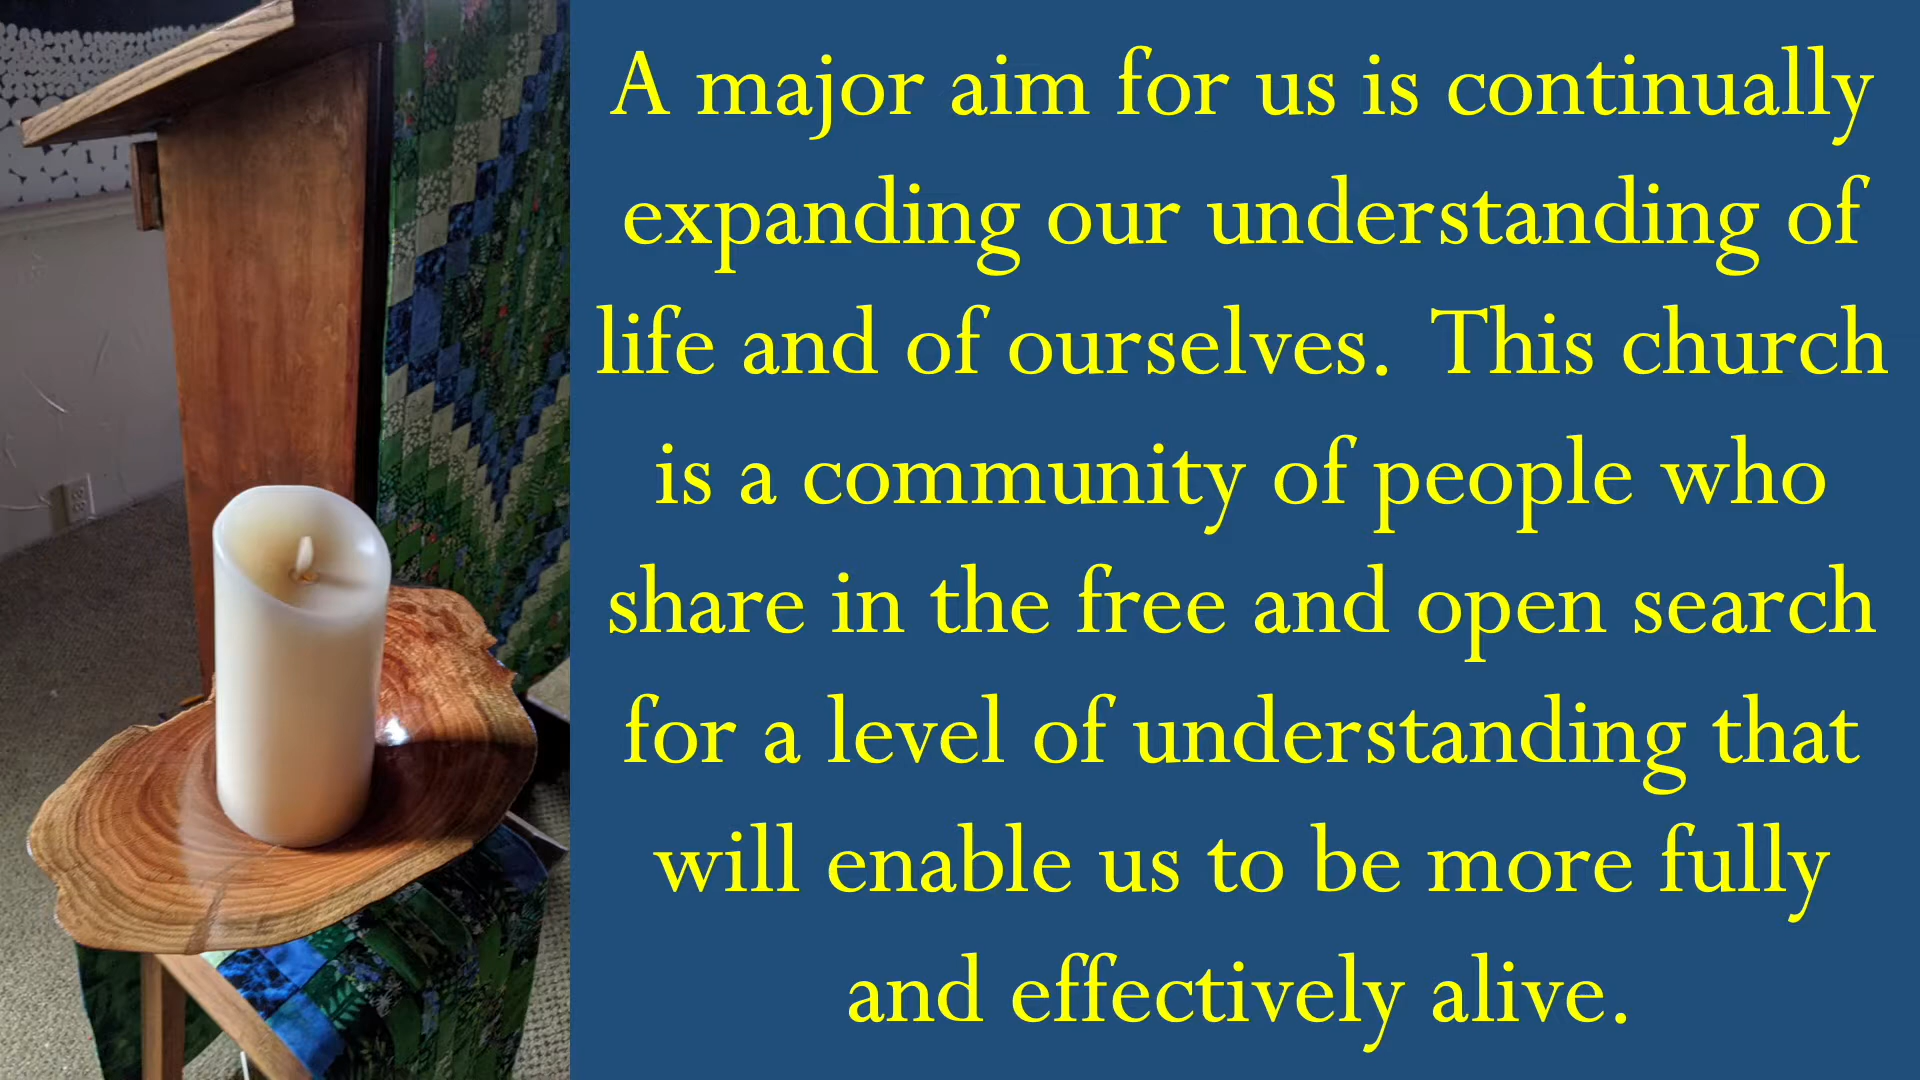 A major aim for us is continually
expanding our understanding of
life and of ourselves.  This church
is a community of people who
share in the free and open search
for a level of understanding that
will enable us to be more fully
and effectively alive.